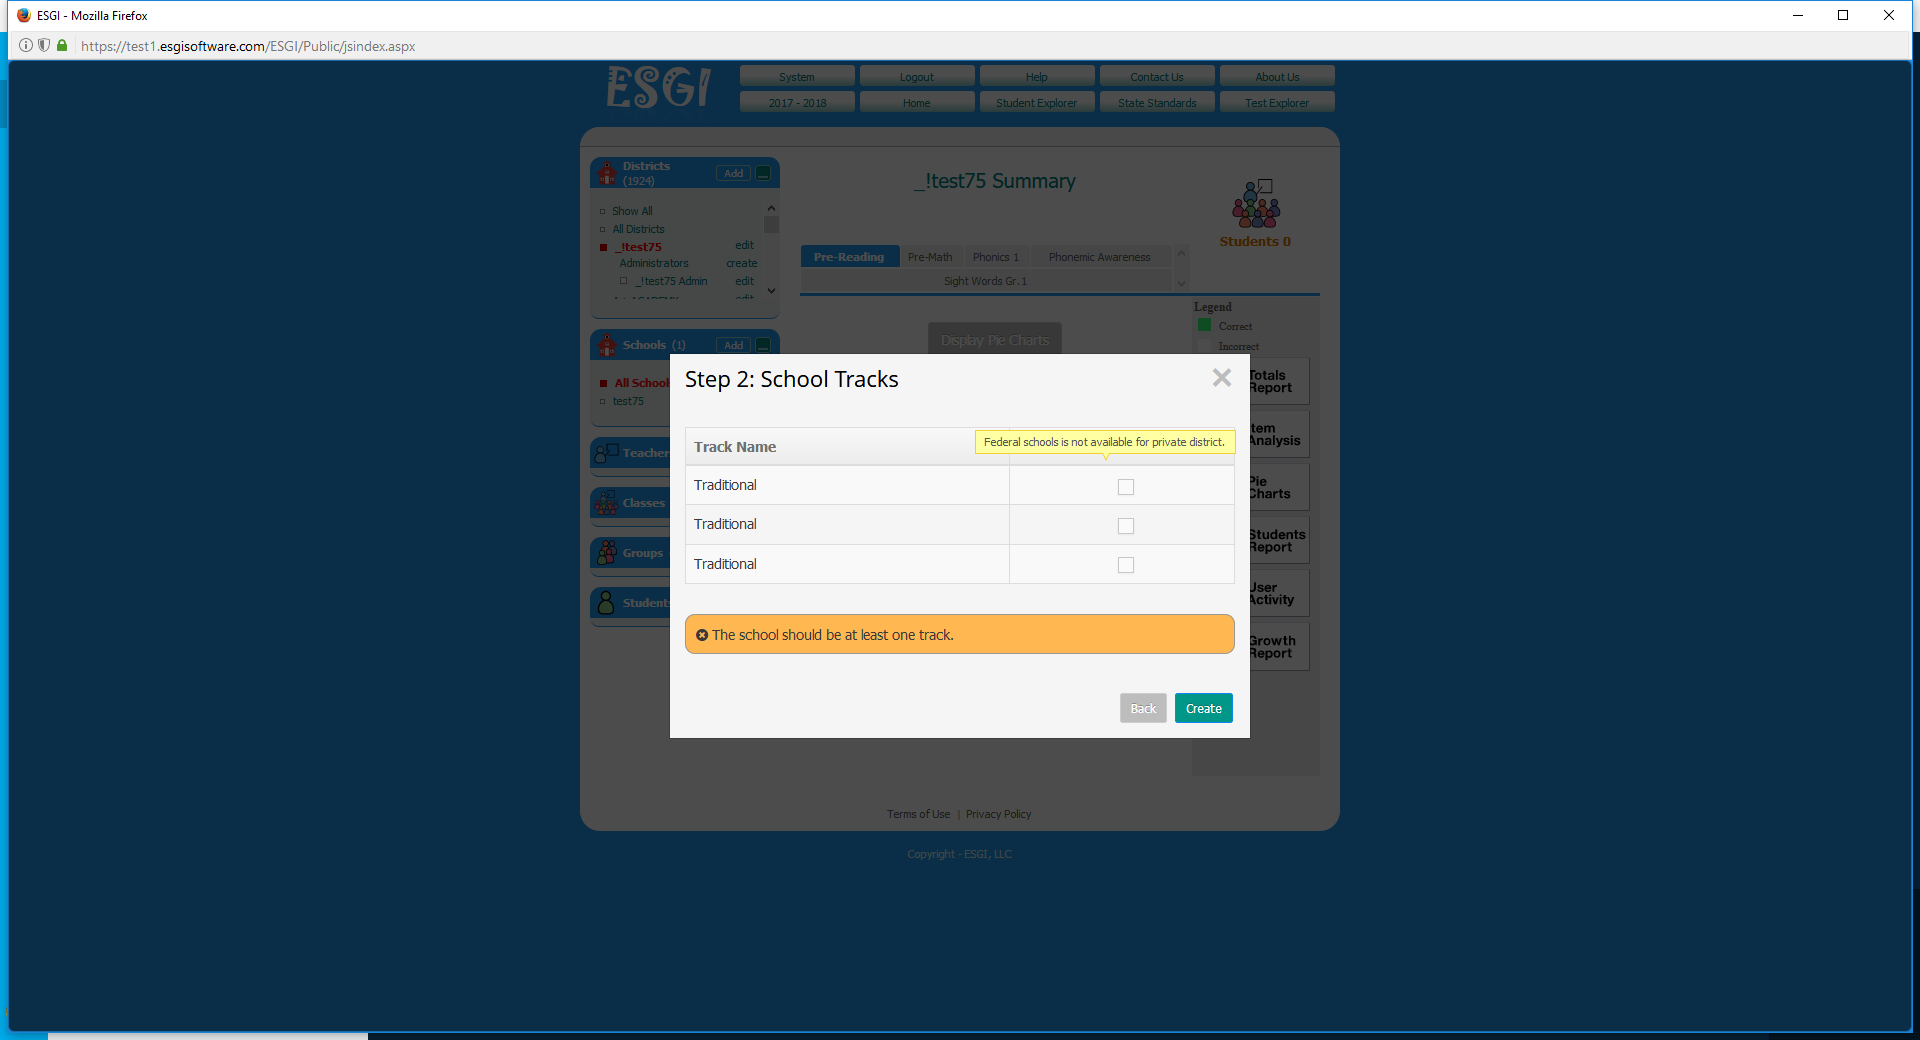 ESGI - Mozilla Firefox
https://test1.esgisoftware.com/ESGI/Public/jsindex.aspx
ESGI
System
Logout
Help
Contact Us
About Us
2017 - 2018
Home
Student Explorer
State Standards
Test Explorer
Districts
(1924)
Add
Show All
All Districts
_!test75
edit
Administrators
create
_!test75 Admin
edit
Schools (1)
Add
All School
test75
Teacher
Classes
Groups
Students
_!test75 Summary
Students 0
Pre-Reading
Pre-Math
Phonics 1
Phonemic Awareness
Sight Words Gr.1
Display Pie Charts
Legend
Correct
Incorrect
Totals
Report
Item
Analysis
Pie
Charts
Students
Report
User
Activity
Growth
Report
Step 2: School Tracks
Track Name
Federal schools is not available for private district.
Traditional
Traditional
Traditional
The school should be at least one track.
Back
Create
Terms of Use | Privacy Policy
Copyright - ESGI, LLC